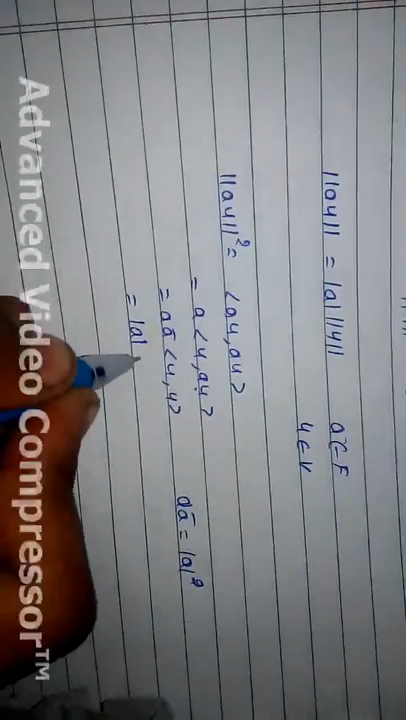 ||au|| = |a| ||u|| a∈F
u∈V
||au||² = <au, au>
= a<u, au>
= aā<u, u> aā = |a|²
= |a|
Advanced Video Compressor™